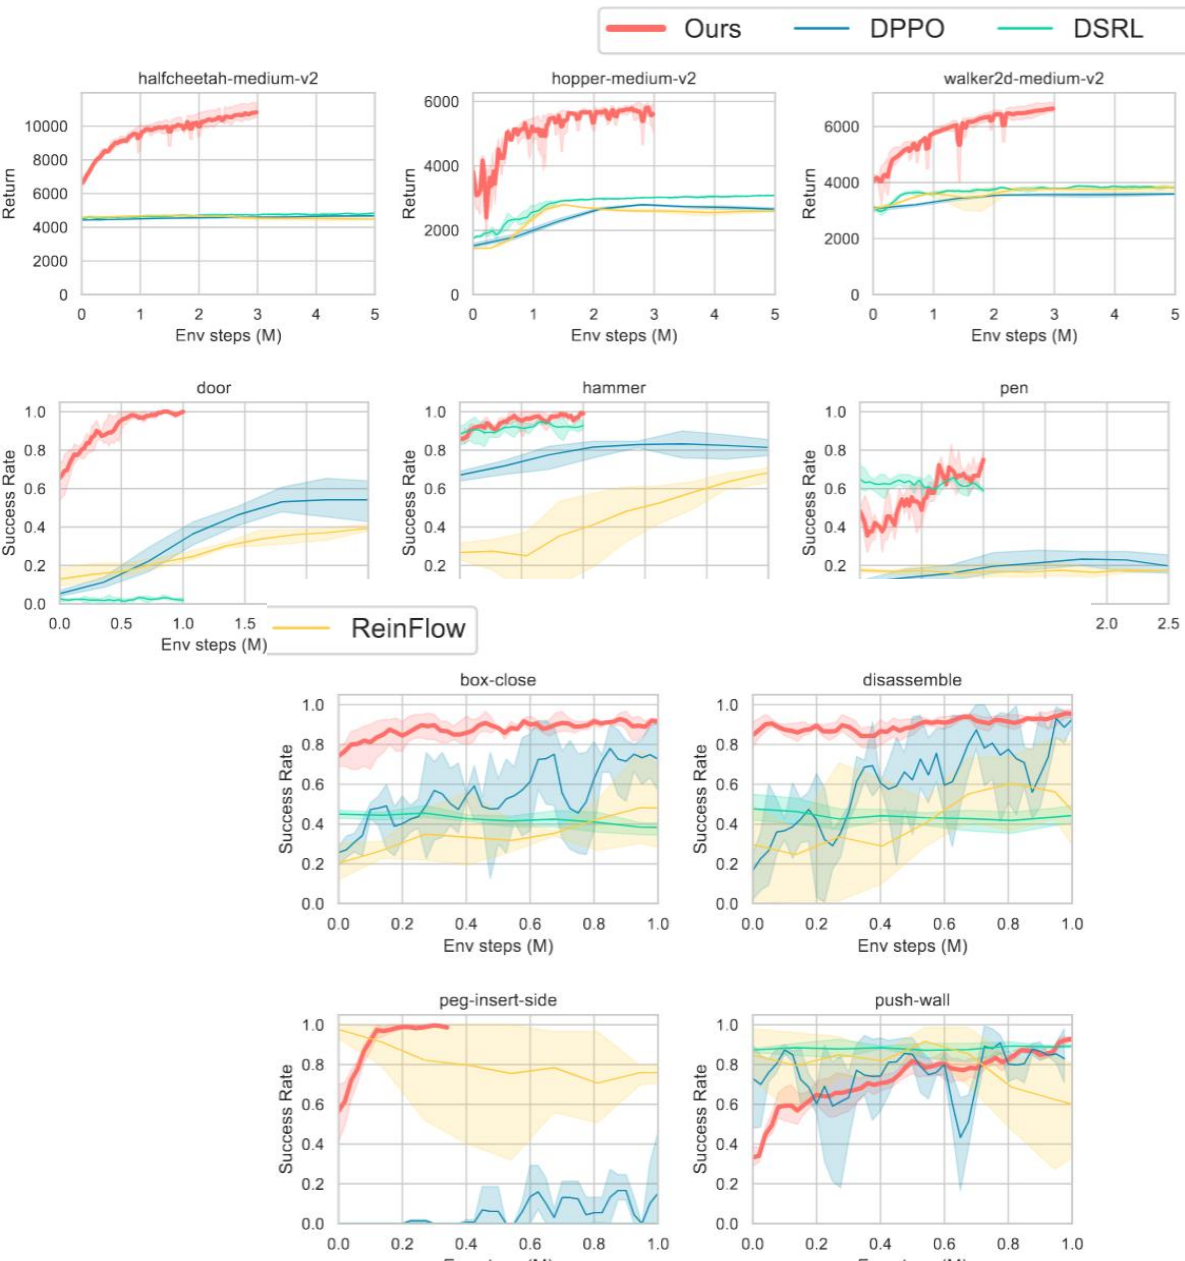 Ours DPPO DSRL
halfcheetah-medium-v2 hopper-medium-v2 walker2d-medium-v2
Return 10000 8000 6000 4000 2000 0
Return 6000 4000 2000 0
Return 6000 4000 2000 0
0 1 2 3 4 5 0 1 2 3 4 5 0 1 2 3 4 5
Env steps (M) Env steps (M) Env steps (M)
door hammer pen
Success Rate 1.0 0.8 0.6 0.4 0.2 0.0
Success Rate 1.0 0.8 0.6 0.4 0.2
Success Rate 1.0 0.8 0.6 0.4 0.2
0.0 0.5 1.0 1.5 2.0 2.5
Env steps (M)
ReinFlow
box-close disassemble
Success Rate 1.0 0.8 0.6 0.4 0.2 0.0
Success Rate 1.0 0.8 0.6 0.4 0.2 0.0
0.0 0.2 0.4 0.6 0.8 1.0 0.0 0.2 0.4 0.6 0.8 1.0
Env steps (M) Env steps (M)
peg-insert-side push-wall
Success Rate 1.0 0.8 0.6 0.4 0.2 0.0
Success Rate 1.0 0.8 0.6 0.4 0.2 0.0
0.0 0.2 0.4 0.6 0.8 1.0 0.0 0.2 0.4 0.6 0.8 1.0